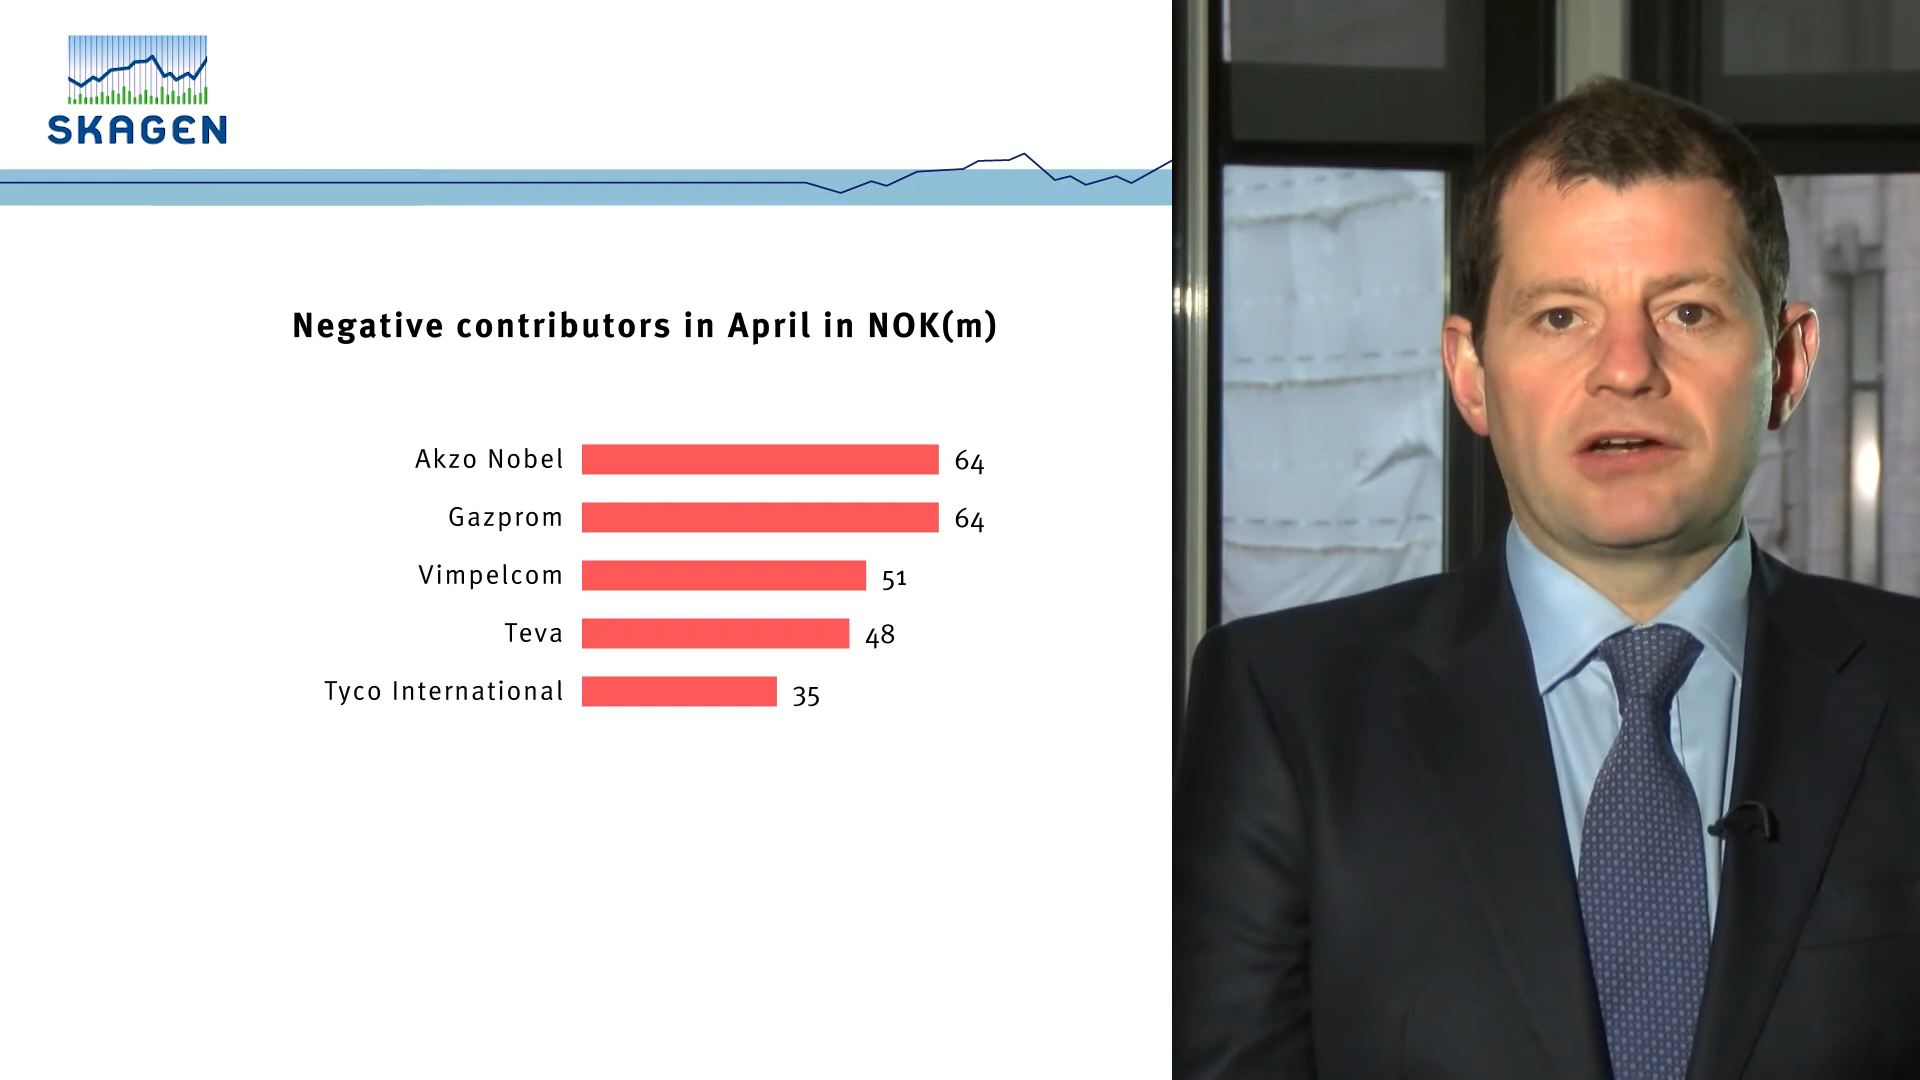 SKAGEN
Negative contributors in April in NOK(m)
Akzo Nobel 64
Gazprom 64
Vimpelcom 51
Teva 48
Tyco International 35